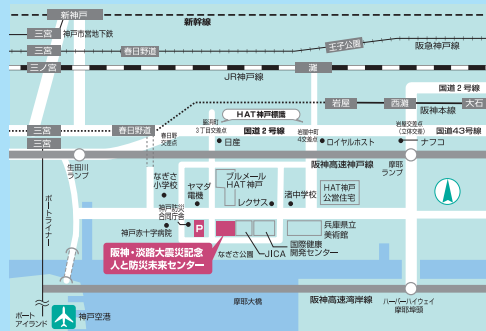 新神戸
新幹線
三宮
神戸市営地下鉄
三宮
春日野道
王子公園
阪急神戸線
三ノ宮
JR神戸線
灘
国道2号線
岩屋
西灘
大石
阪神本線
HAT神戸標識
脇浜町
3丁目交差点
国道2号線
岩屋中町
4交差点
岩屋交差点
(立体交差)
国道43号線
三宮
春日野道
春日野
交差点
日産
ロイヤルホスト
ナフコ
三宮
生田川
ランプ
阪神高速神戸線
摩耶
ランプ
なぎさ
小学校
ヤマダ
電機
ブルメール
HAT神戸
レクサス
渚中学校
HAT神戸
公営住宅
ポートライナー
神戸防災
合同庁舎
神戸赤十字病院
P
兵庫県立
美術館
阪神・淡路大震災記念
人と防災未来センター
なぎさ公園
JICA
国際健康
開発センター
摩耶大橋
阪神高速湾岸線
ハーバーハイウェイ
摩耶埠頭
ポート
アイランド
神戸空港